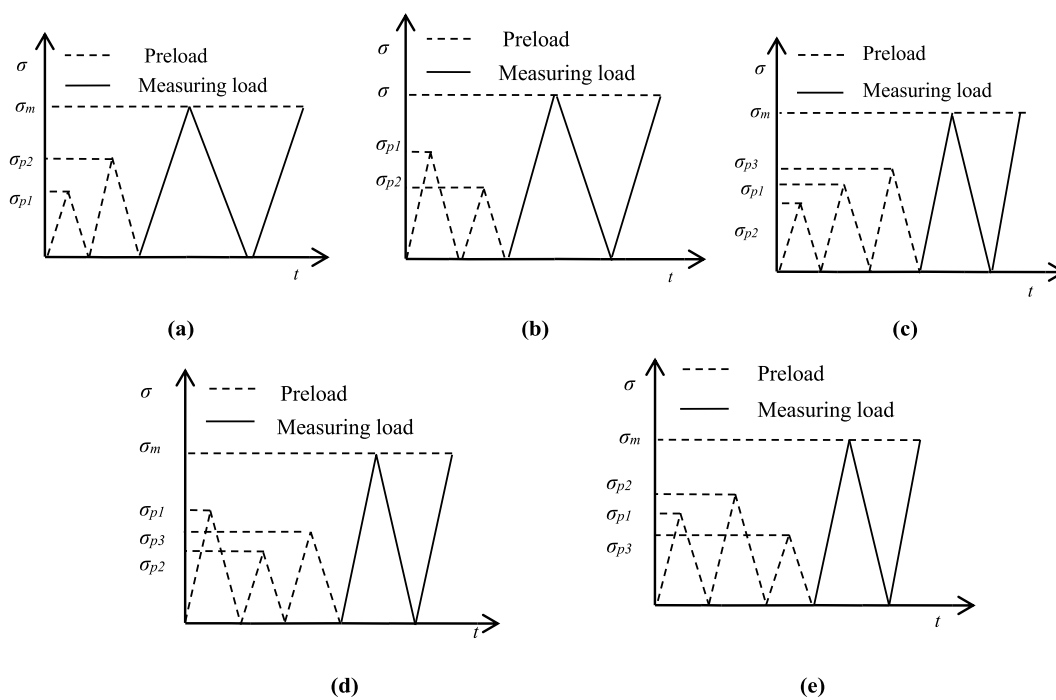 σ
Preload
Measuring load
σm
σp2
σp1
t
(a)
σ
Preload
Measuring load
σ
σp1
σp2
t
(b)
σ
Preload
Measuring load
σm
σp3
σp1
σp2
t
(c)
σ
Preload
Measuring load
σm
σp1
σp3
σp2
t
(d)
σ
Preload
Measuring load
σm
σp2
σp1
σp3
t
(e)